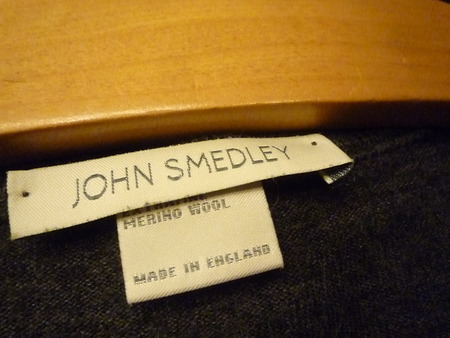 JOHN SMEDLEY
MERINO WOOL
MADE IN ENGLAND